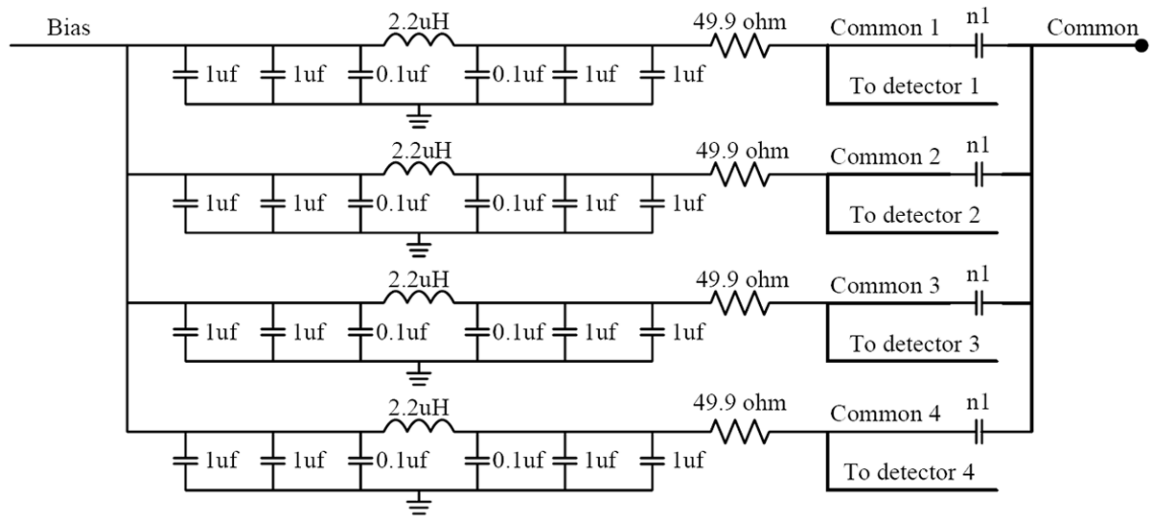 2.2uH 49.9 ohm n1
Bias Common 1 Common
1uf 1uf 0.1uf 0.1uf 1uf 1uf
To detector 1
2.2uH 49.9 ohm n1
Common 2
1uf 1uf 0.1uf 0.1uf 1uf 1uf
To detector 2
2.2uH 49.9 ohm n1
Common 3
1uf 1uf 0.1uf 0.1uf 1uf 1uf
To detector 3
2.2uH 49.9 ohm n1
Common 4
1uf 1uf 0.1uf 0.1uf 1uf 1uf
To detector 4